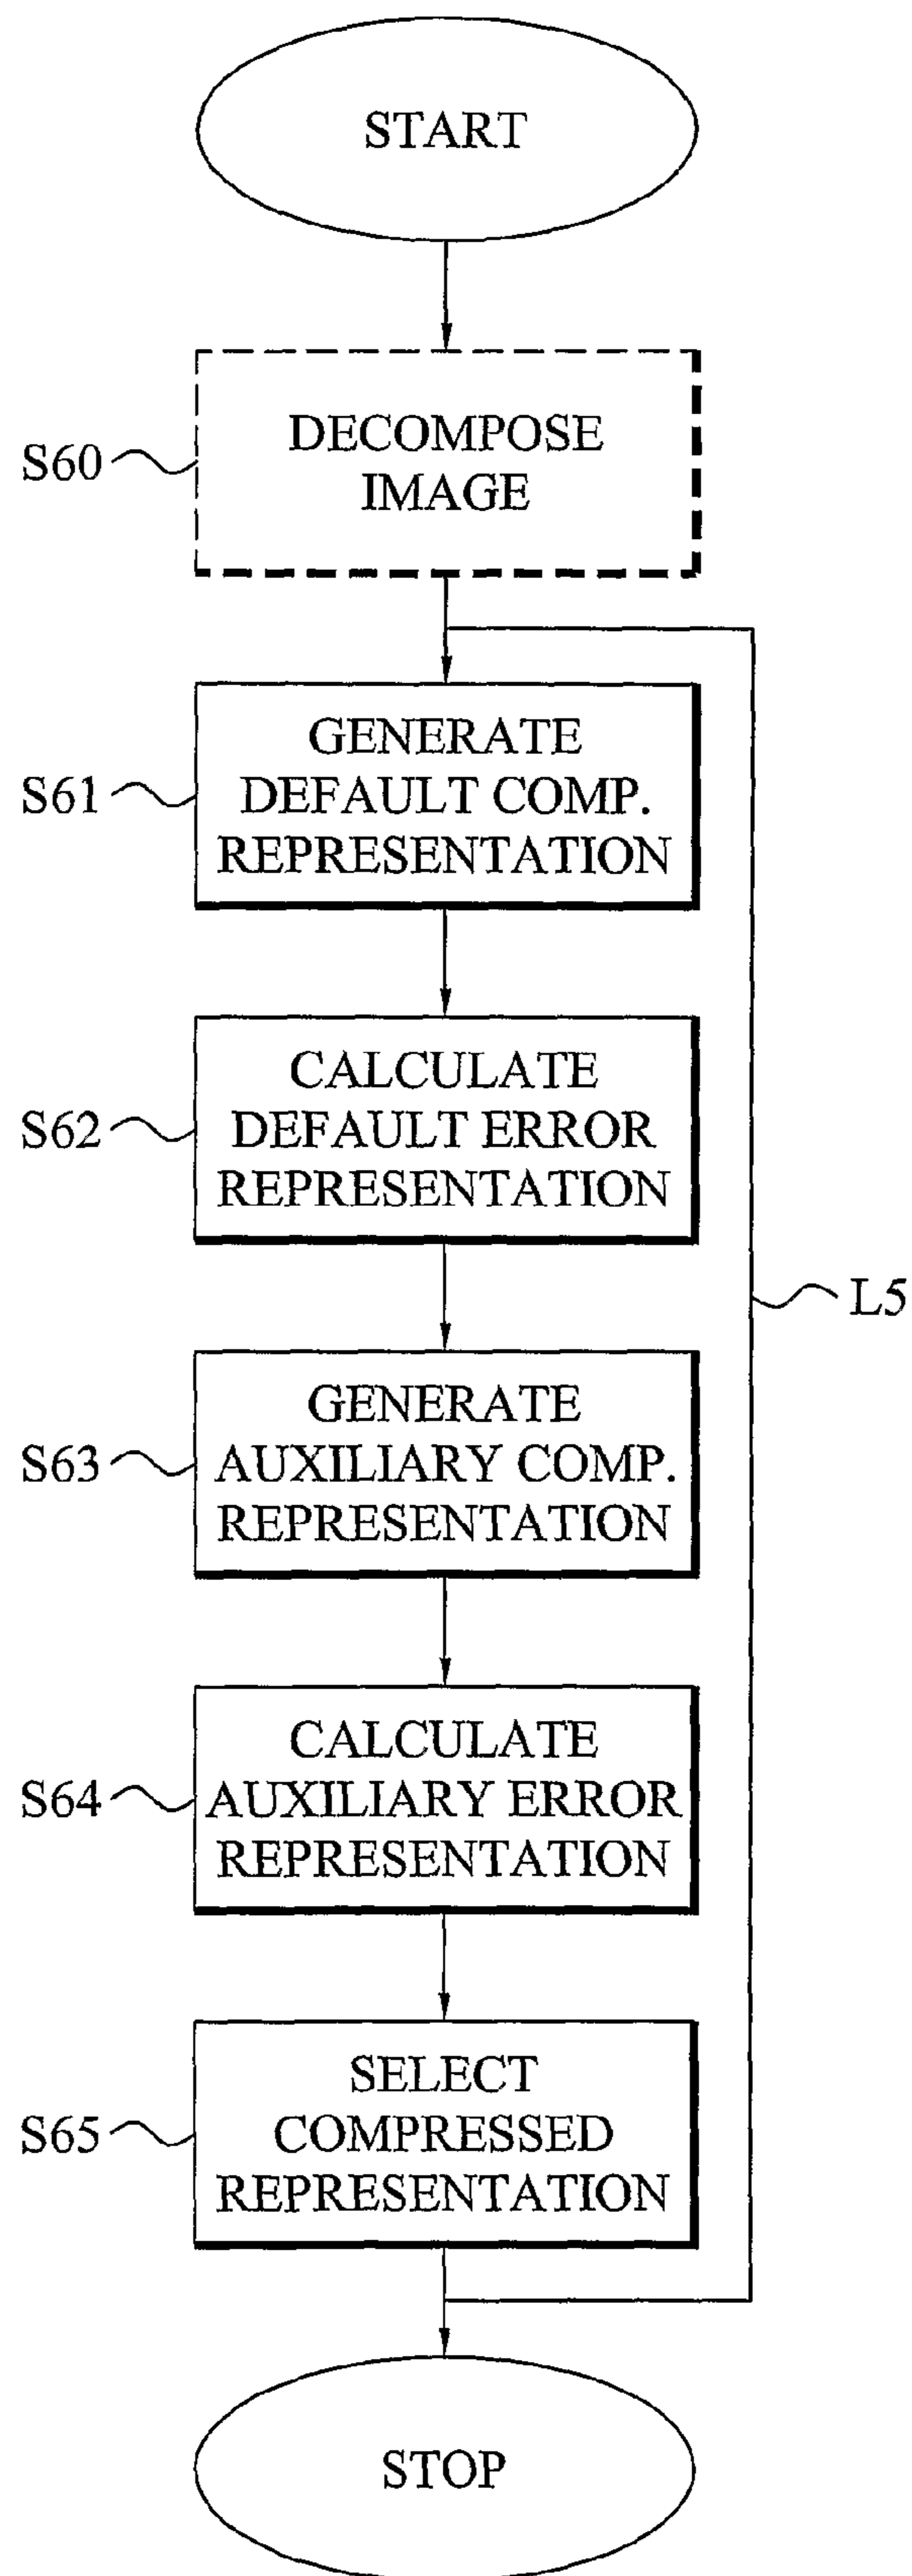 START
S60
DECOMPOSE
IMAGE
S61
GENERATE
DEFAULT COMP.
REPRESENTATION
S62
CALCULATE
DEFAULT ERROR
REPRESENTATION
L5
S63
GENERATE
AUXILIARY COMP.
REPRESENTATION
S64
CALCULATE
AUXILIARY ERROR
REPRESENTATION
S65
SELECT
COMPRESSED
REPRESENTATION
STOP